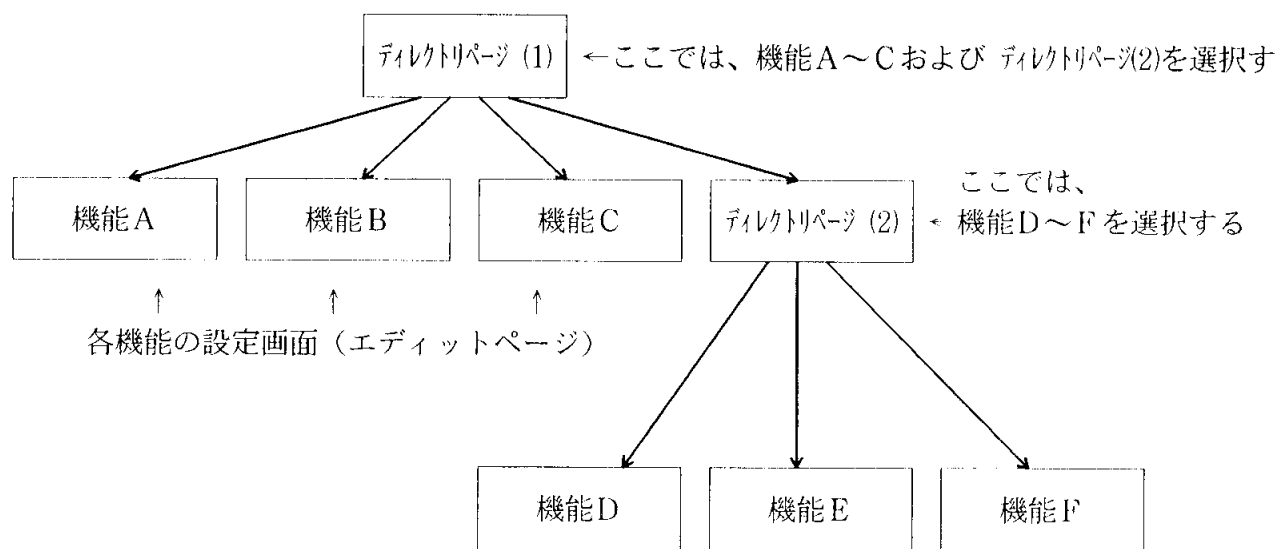 ディレクトリページ (1) ←ここでは、機能A～Cおよび ディレクトリページ(2)を選択す
機能A
機能B
機能C
ディレクトリページ (2)
ここでは、
←機能D～Fを選択する
↑ ↑ ↑
各機能の設定画面（エディットページ）
機能D
機能E
機能F